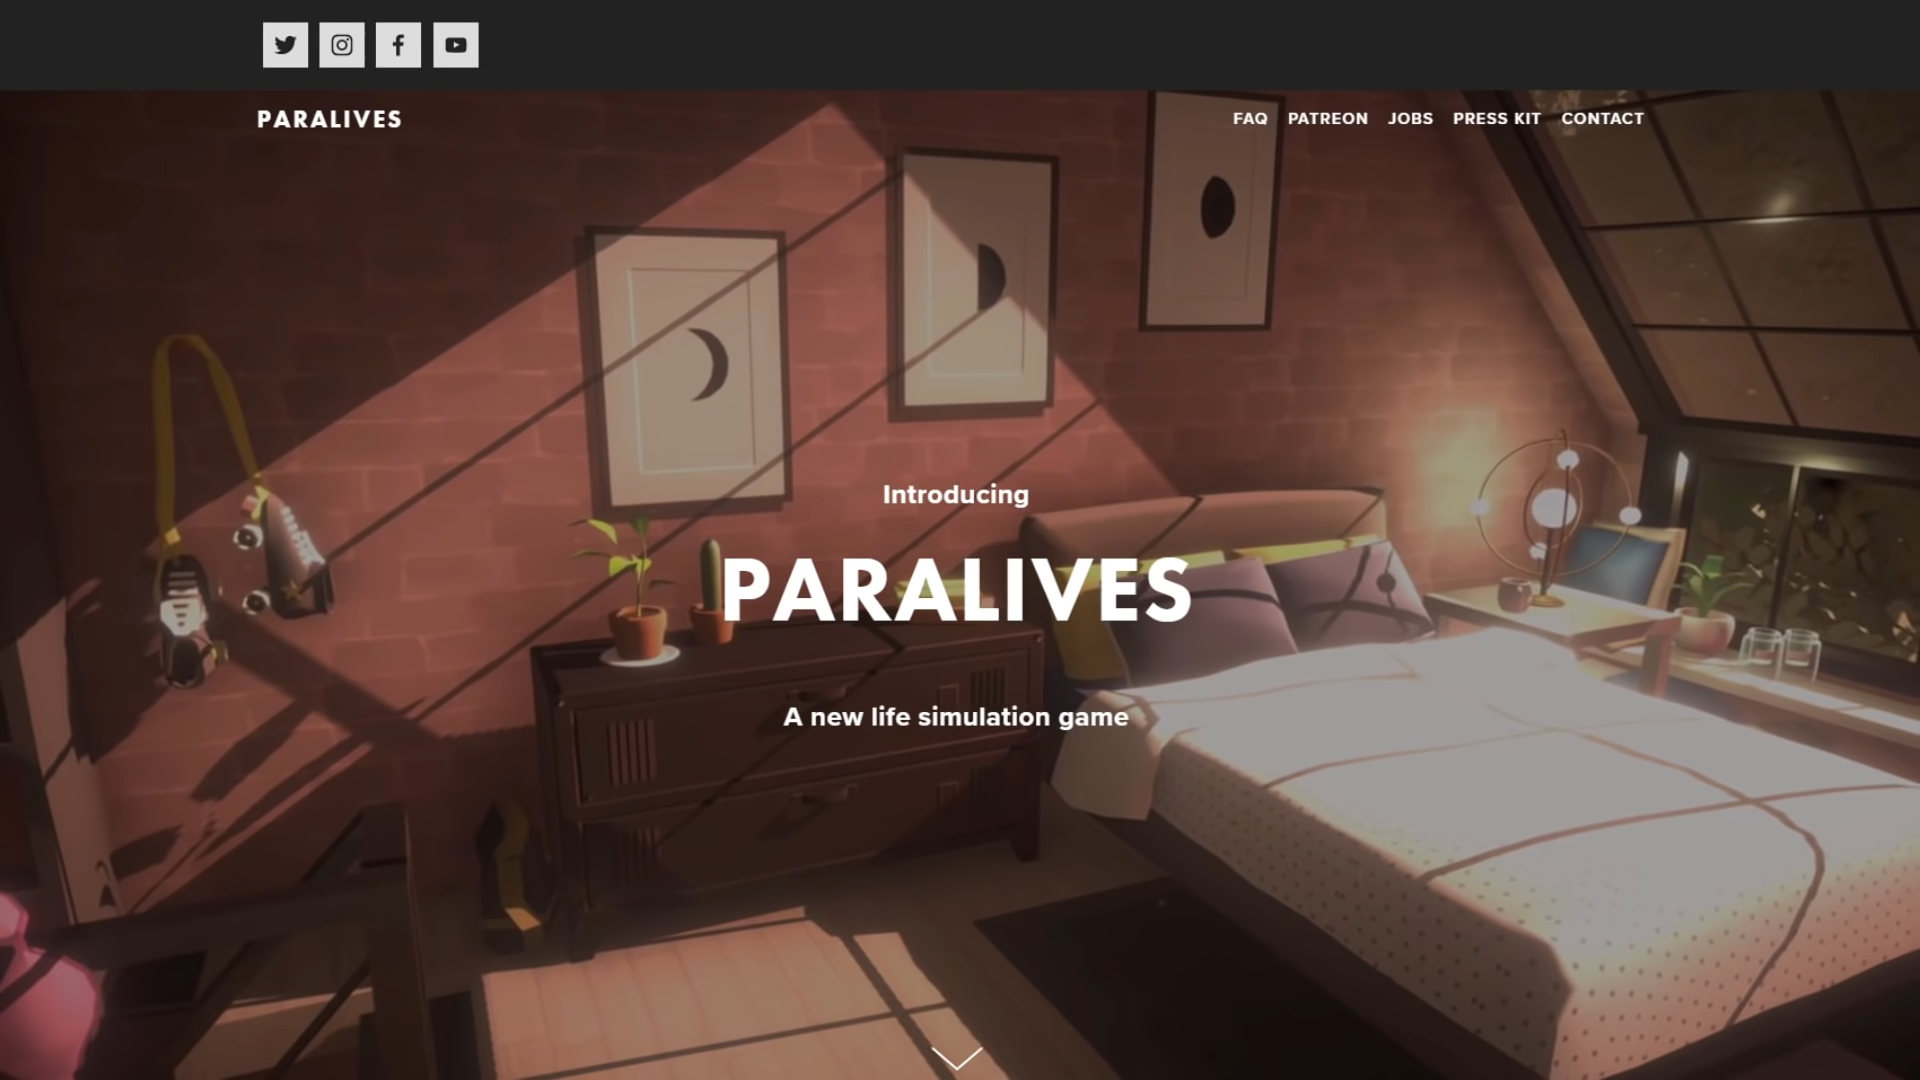 PARALIVES
FAQ PATREON JOBS PRESS KIT CONTACT
Introducing
PARALIVES
A new life simulation game